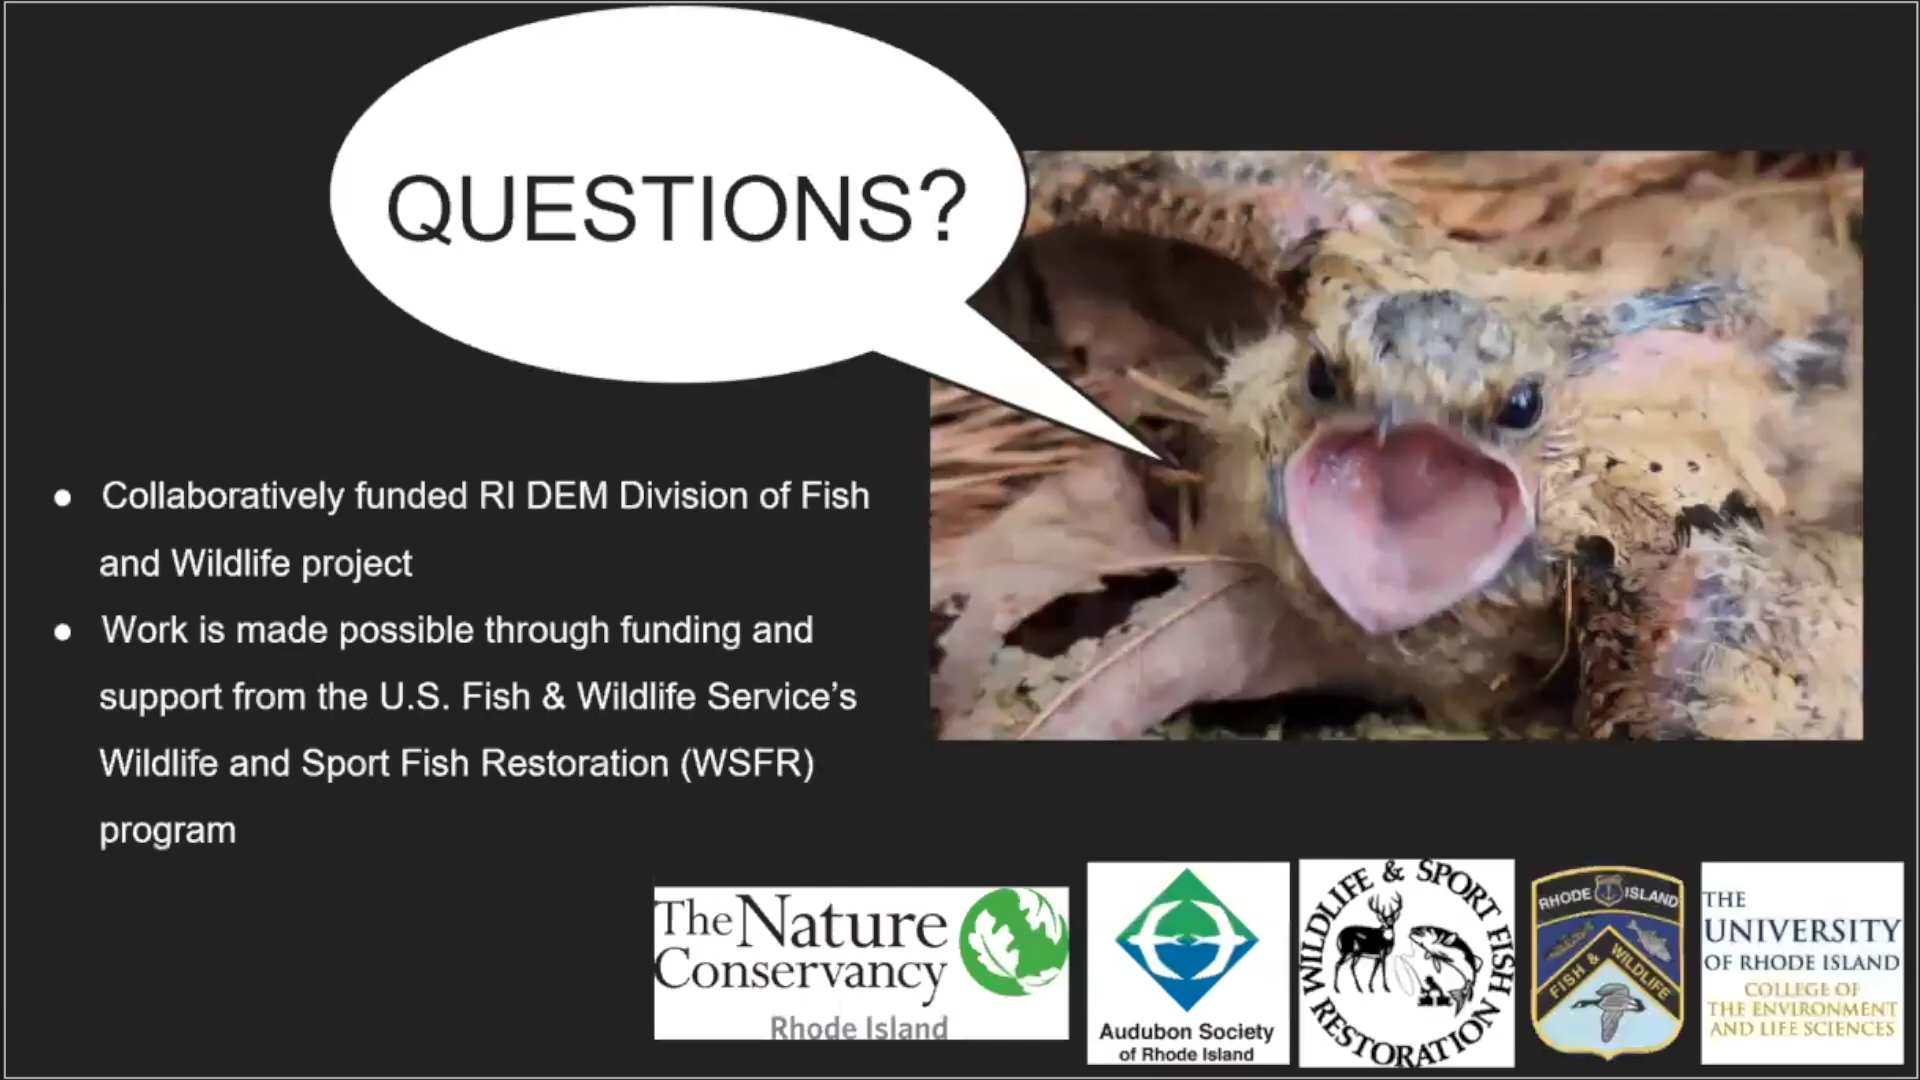 QUESTIONS?
● Collaboratively funded RI DEM Division of Fish
and Wildlife project
● Work is made possible through funding and
support from the U.S. Fish & Wildlife Service’s
Wildlife and Sport Fish Restoration (WSFR)
program
The Nature
Conservancy
Rhode Island
Audubon Society
of Rhode Island
WILDLIFE & SPORT FISH
RESTORATION
RHODE ISLAND
FISH & WILDLIFE
THE
UNIVERSITY
OF RHODE ISLAND
COLLEGE OF
THE ENVIRONMENT
AND LIFE SCIENCES